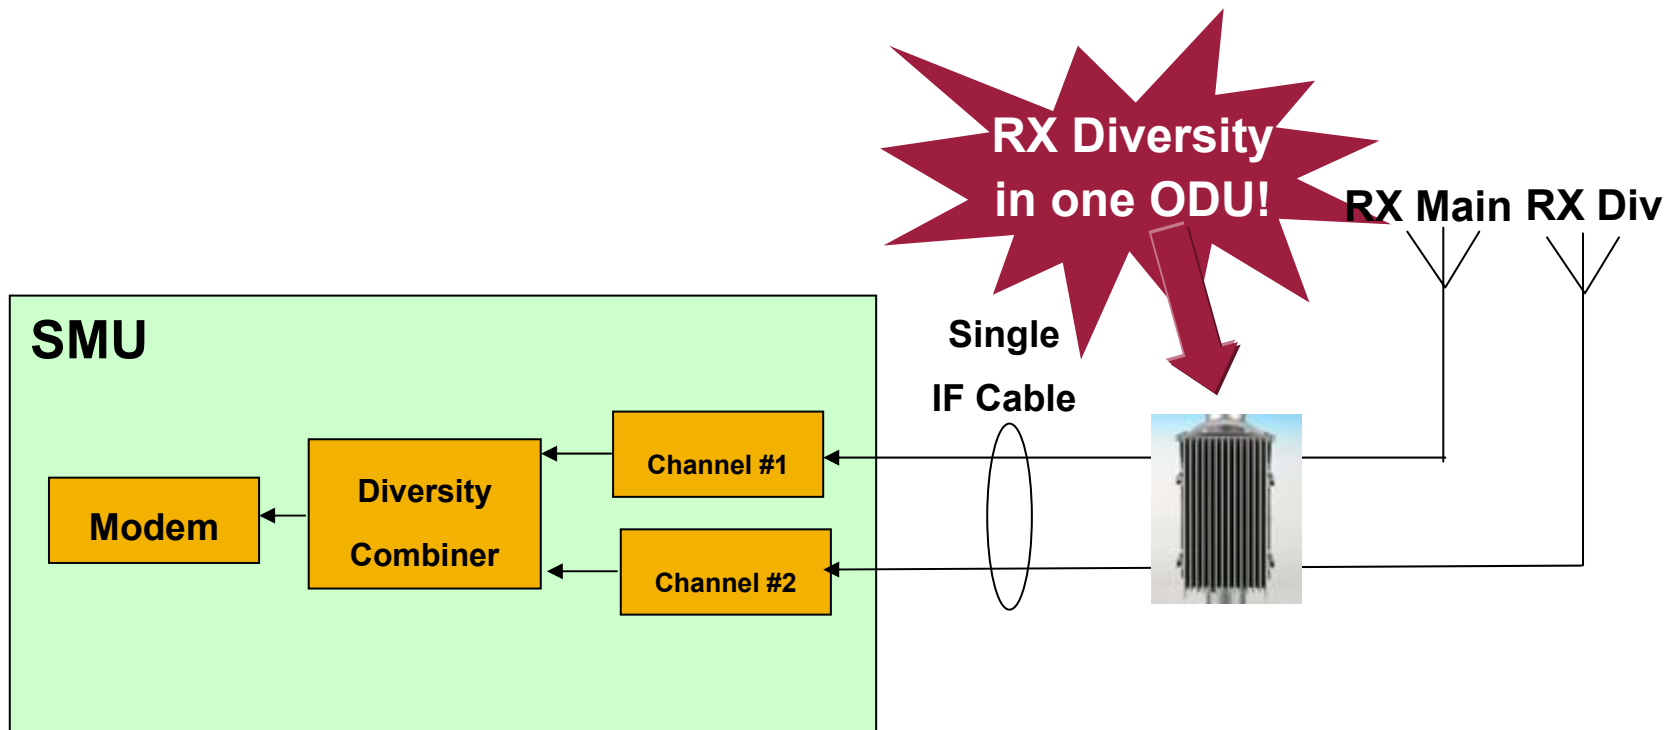 RX Diversity
in one ODU!
RX Main RX Div
SMU
Single
IF Cable
Channel #1
Diversity
Combiner
Modem
Channel #2